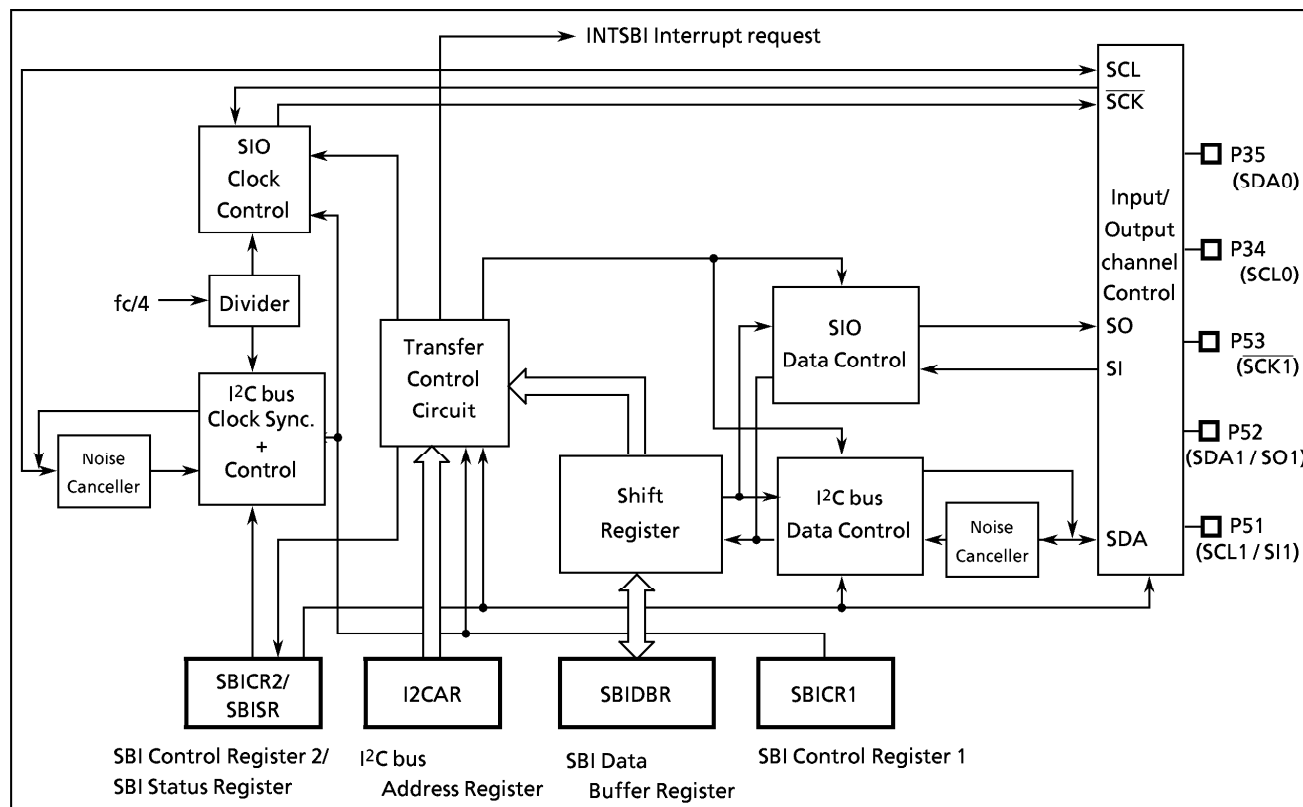 INTSBI Interrupt request
SCL
SCK
SIO
Clock
Control
P35
(SDA0)
Input/
Output
channel
Control
P34
(SCL0)
fc/4
Divider
SIO
Data Control
SO
SI
P53
(SCK1)
Transfer
Control
Circuit
I²C bus
Clock Sync.
+
Control
Noise
Canceller
P52
(SDA1 / SO1)
Shift
Register
I²C bus
Data Control
Noise
Canceller
SDA
P51
(SCL1 / SI1)
SBICR2/
SBISR
I2CAR
SBIDBR
SBICR1
SBI Control Register 2/
SBI Status Register
I²C bus
Address Register
SBI Data
Buffer Register
SBI Control Register 1